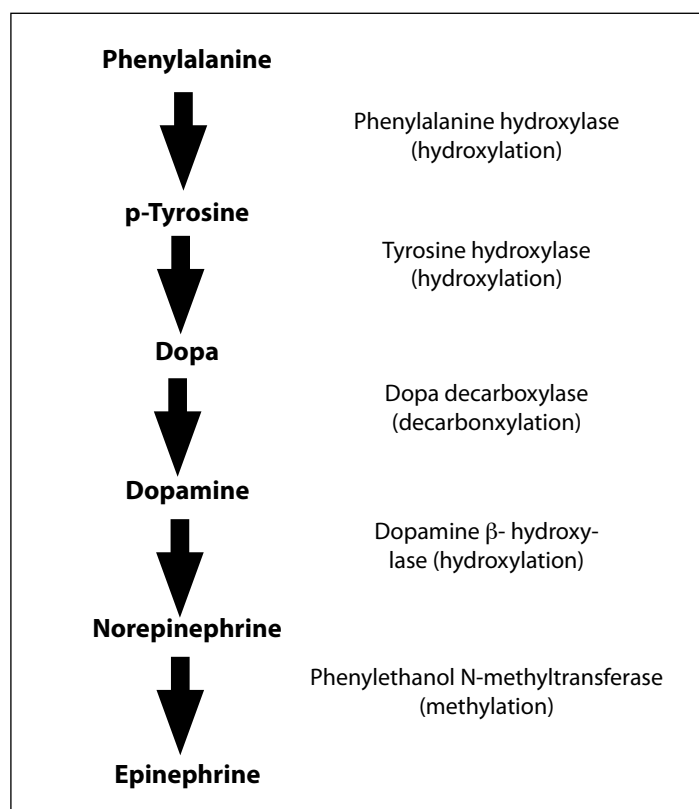 Phenylalanine
Phenylalanine hydroxylase
(hydroxylation)
p-Tyrosine
Tyrosine hydroxylase
(hydroxylation)
Dopa
Dopa decarboxylase
(decarbonxylation)
Dopamine
Dopamine β- hydroxy-
lase (hydroxylation)
Norepinephrine
Phenylethanol N-methyltransferase
(methylation)
Epinephrine